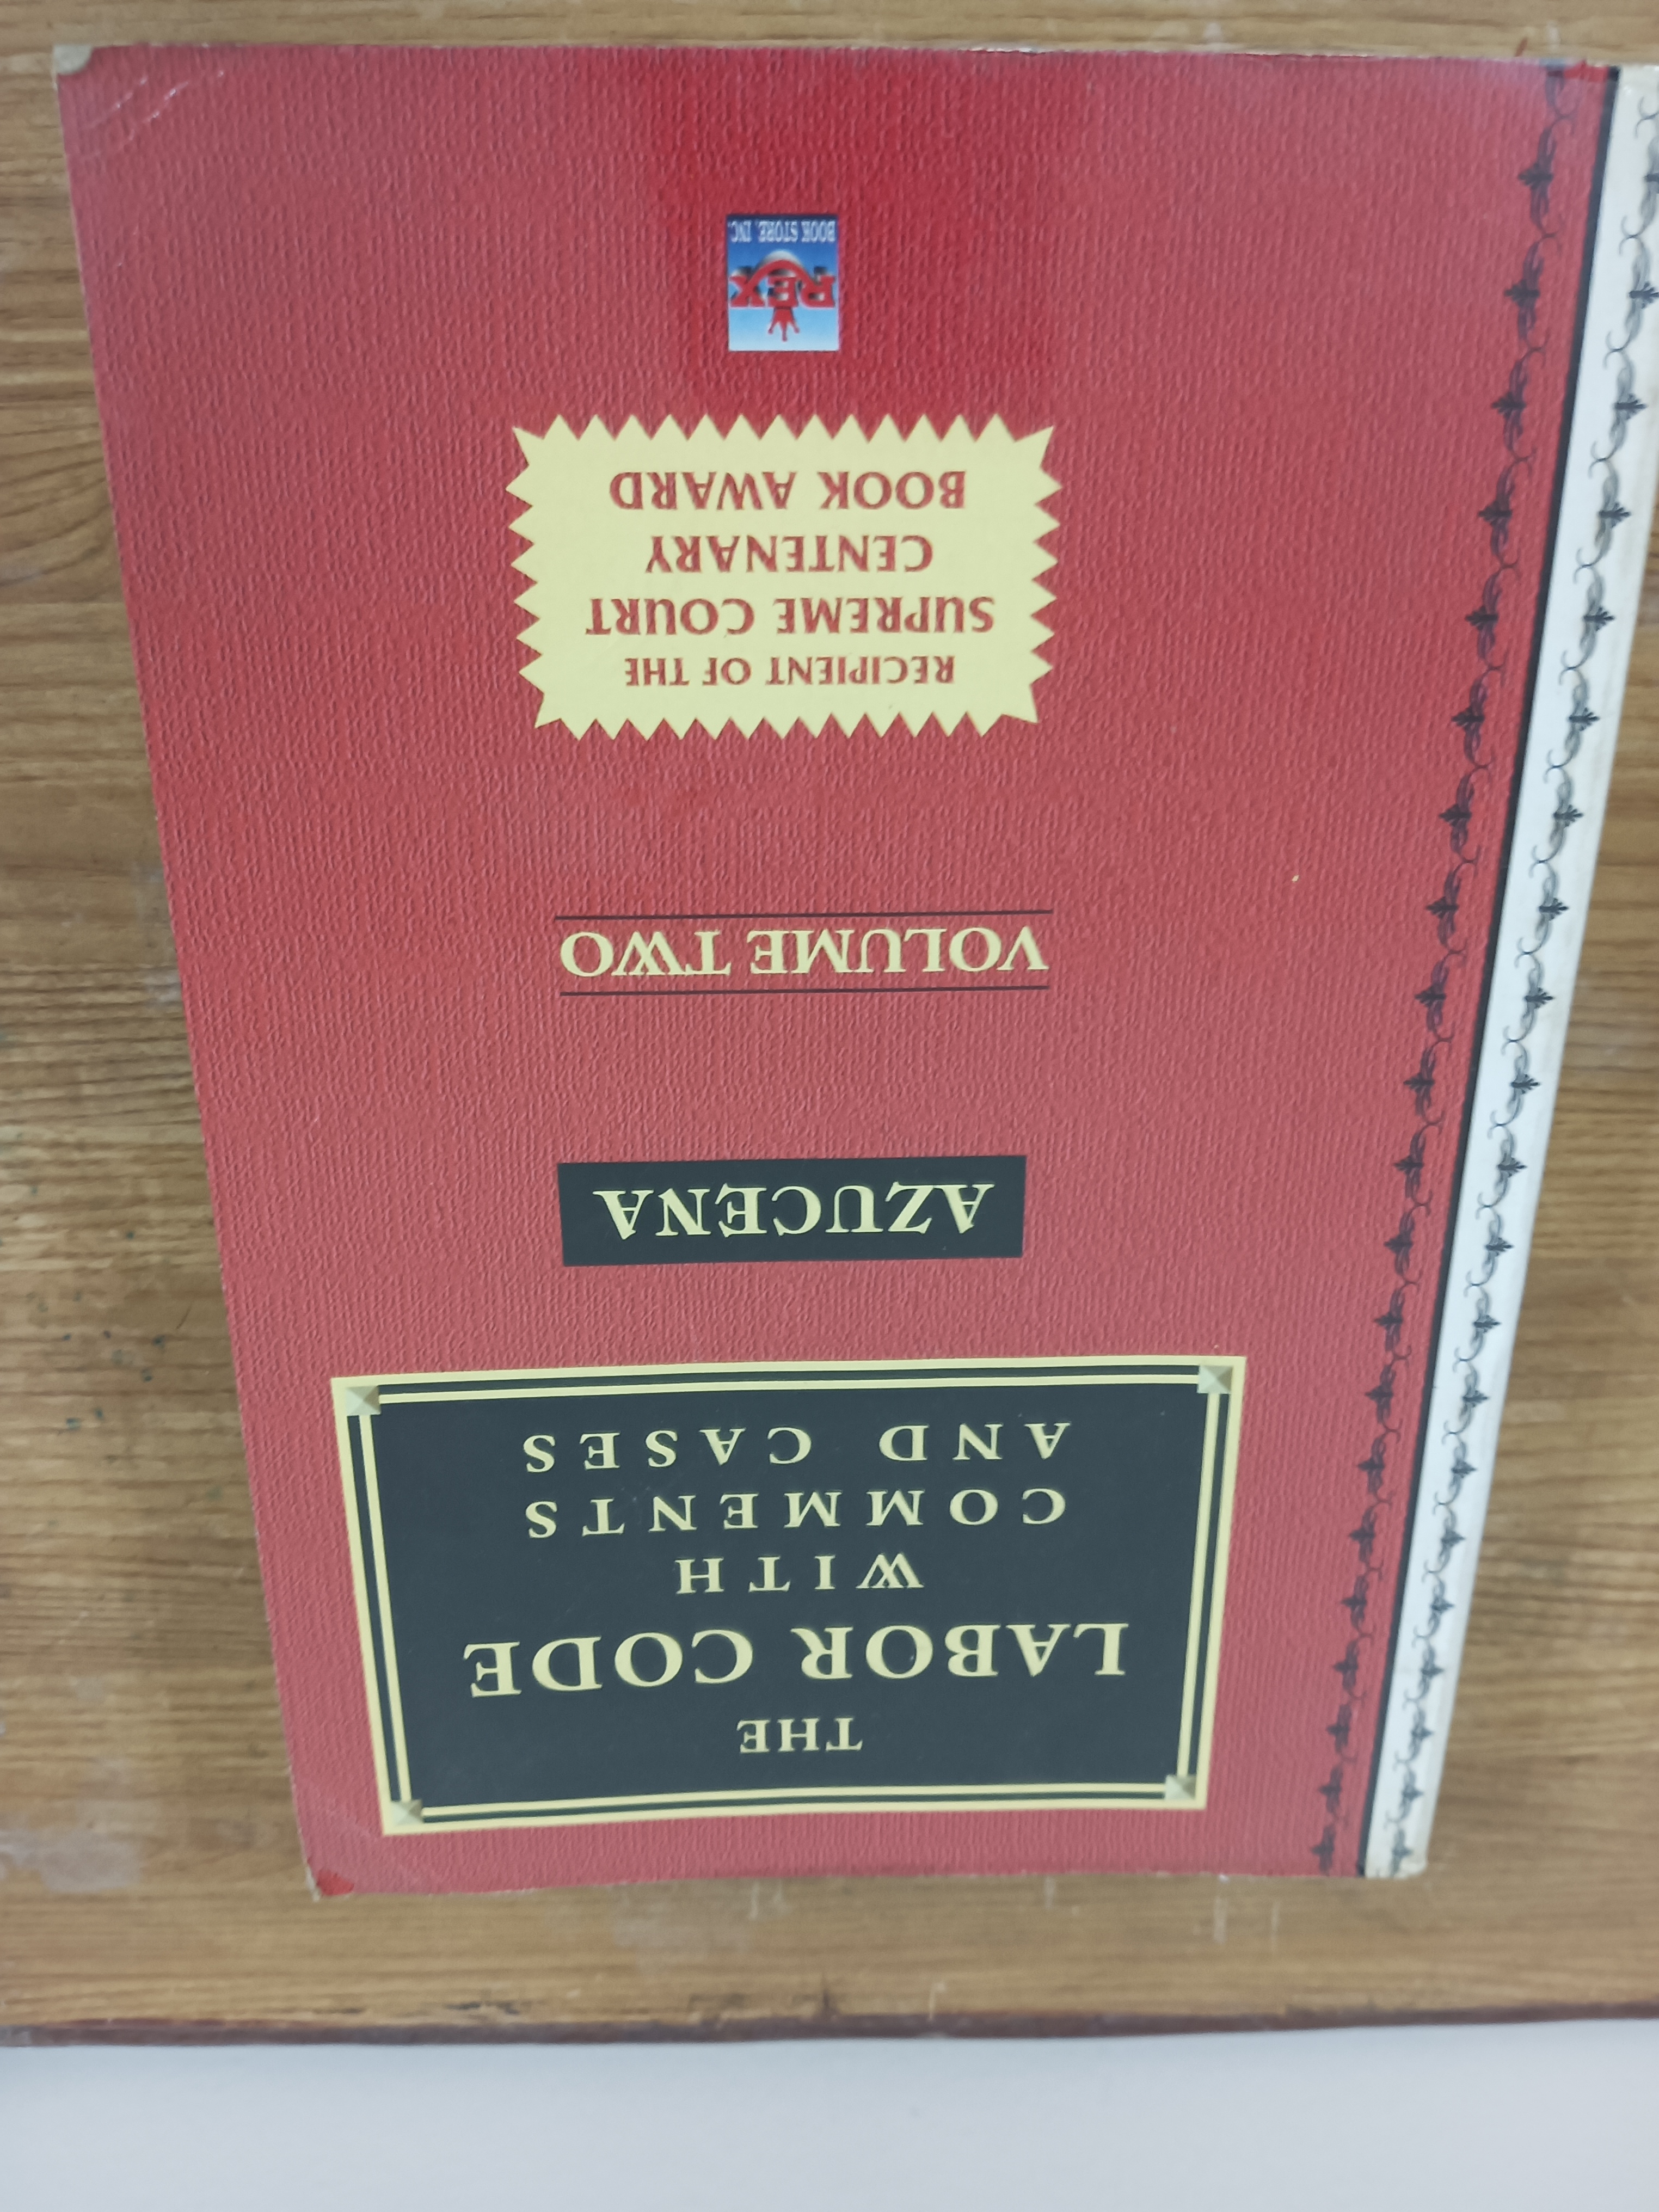 THE
LABOR CODE
WITH
COMMENTS
AND CASES
AZUCENA
VOLUME TWO
RECIPIENT OF THE
SUPREME COURT
CENTENARY
BOOK AWARD
REX
BOOK STORE, INC.